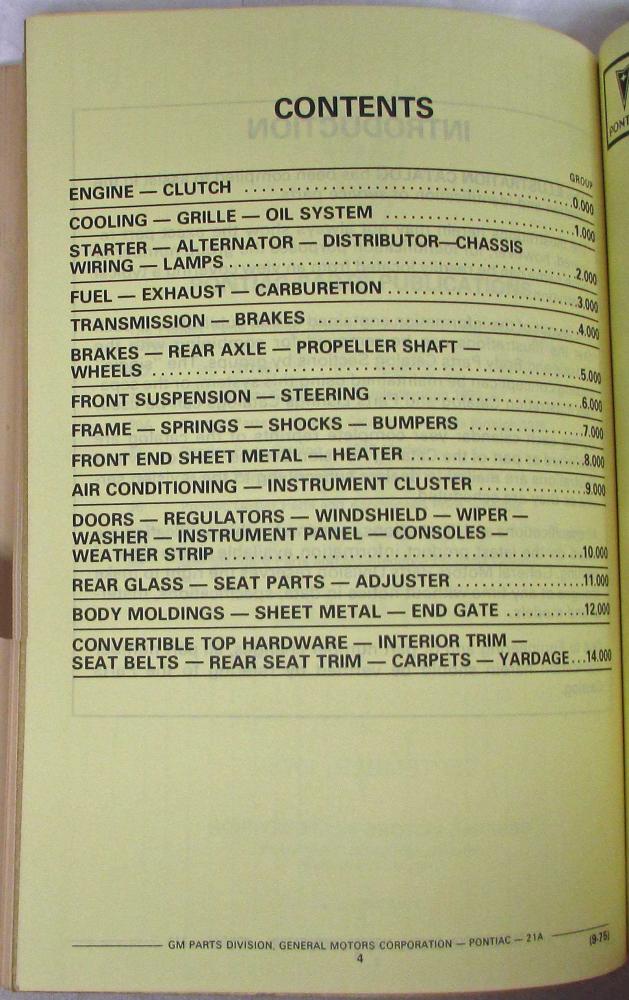 CONTENTS
GROUP
ENGINE — CLUTCH ..........................................0.000
COOLING — GRILLE — OIL SYSTEM .........................1.000
STARTER — ALTERNATOR — DISTRIBUTOR—CHASSIS
WIRING — LAMPS ............................................2.000
FUEL — EXHAUST — CARBURETION ..........................3.000
TRANSMISSION — BRAKES ..................................4.000
BRAKES — REAR AXLE — PROPELLER SHAFT —
WHEELS .....................................................5.000
FRONT SUSPENSION — STEERING ...........................6.000
FRAME — SPRINGS — SHOCKS — BUMPERS .................7.000
FRONT END SHEET METAL — HEATER ......................8.000
AIR CONDITIONING — INSTRUMENT CLUSTER ..............9.000
DOORS — REGULATORS — WINDSHIELD — WIPER —
WASHER — INSTRUMENT PANEL — CONSOLES —
WEATHER STRIP ............................................10.000
REAR GLASS — SEAT PARTS — ADJUSTER ................11.000
BODY MOLDINGS — SHEET METAL — END GATE ...........12.000
CONVERTIBLE TOP HARDWARE — INTERIOR TRIM —
SEAT BELTS — REAR SEAT TRIM — CARPETS — YARDAGE...14.000
GM PARTS DIVISION, GENERAL MOTORS CORPORATION — PONTIAC — 21A (9-75)
4